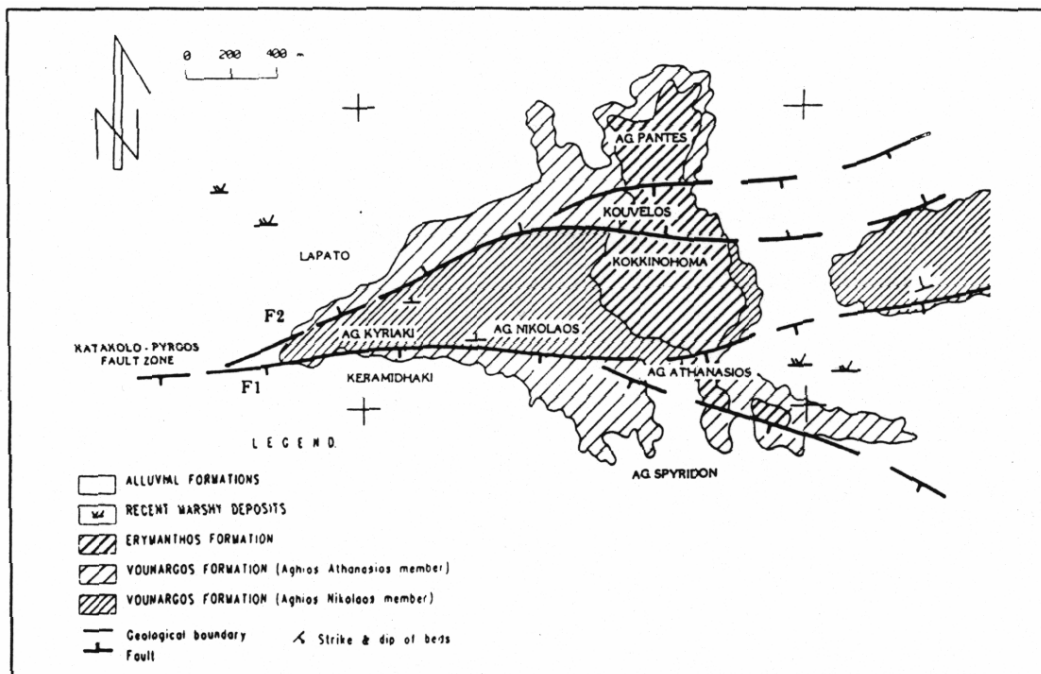 0 200 400 m
N
AG. PANTES
KOUVELOS
LAPATO
KOKKINOHOMA
F2
AG. KYRIAKI
AG. NIKOLAOS
KATAKOLO - PYRGOS
FAULT ZONE
F1
KERAMIDHAKI
AG. ATHANASIOS
AG. SPYRIDON
LEGEND
ALLUVIAL FORMATIONS
RECENT MARSHY DEPOSITS
ERYMANTHOS FORMATION
VOUNARGOS FORMATION (Aghios Athanasios member)
VOUNARGOS FORMATION (Aghios Nikolaos member)
Geological boundary
Strike & dip of beds
Fault